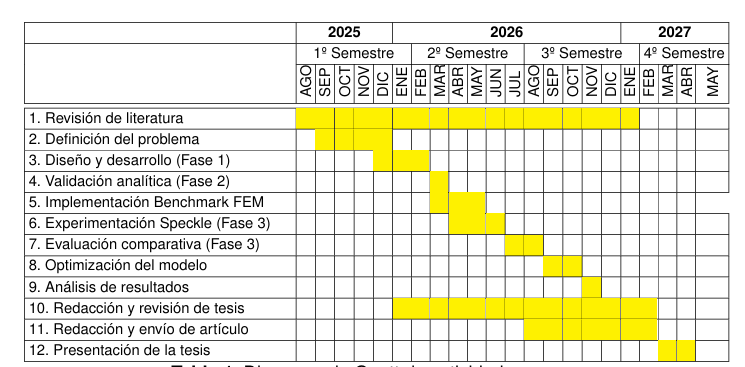 2025 2026 2027
1º Semestre 2º Semestre 3º Semestre 4º Semestre
AGO SEP OCT NOV DIC ENE FEB MAR ABR MAY JUN JUL AGO SEP OCT NOV DIC ENE FEB MAR ABR MAY
1. Revisión de literatura
2. Definición del problema
3. Diseño y desarrollo (Fase 1)
4. Validación analítica (Fase 2)
5. Implementación Benchmark FEM
6. Experimentación Speckle (Fase 3)
7. Evaluación comparativa (Fase 3)
8. Optimización del modelo
9. Análisis de resultados
10. Redacción y revisión de tesis
11. Redacción y envío de artículo
12. Presentación de la tesis